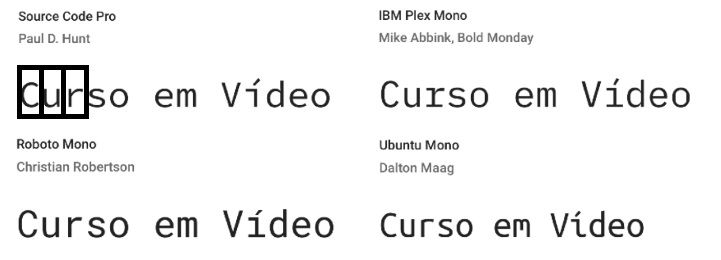 Source Code Pro
Paul D. Hunt
Curso em Vídeo
IBM Plex Mono
Mike Abbink, Bold Monday
Curso em Vídeo
Roboto Mono
Christian Robertson
Curso em Vídeo
Ubuntu Mono
Dalton Maag
Curso em Vídeo